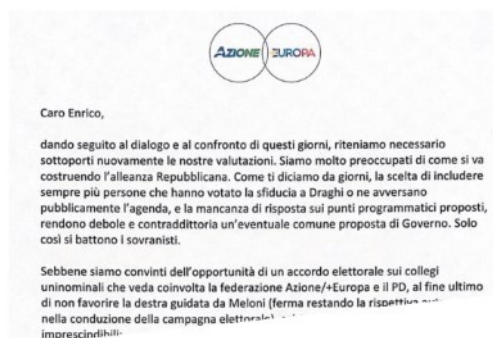 AZIONE EUROPA
Caro Enrico,
dando seguito al dialogo e al confronto di questi giorni, riteniamo necessario
sottoporti nuovamente le nostre valutazioni. Siamo molto preoccupati di come si va
costruendo l'alleanza Repubblicana. Come ti diciamo da giorni, la scelta di includere
sempre più persone che hanno votato la sfiducia a Draghi o ne avversano
pubblicamente l'agenda, e la mancanza di risposta sui punti programmatici proposti,
rendono debole e contraddittoria un'eventuale comune proposta di Governo. Solo
così si battono i sovranisti.
Sebbene siamo convinti dell'opportunità di un accordo elettorale sui collegi
uninominali che veda coinvolta la federazione Azione/+Europa e il PD, al fine ultimo
di non favorire la destra guidata da Meloni (ferma restando la
nella conduzione della campagna